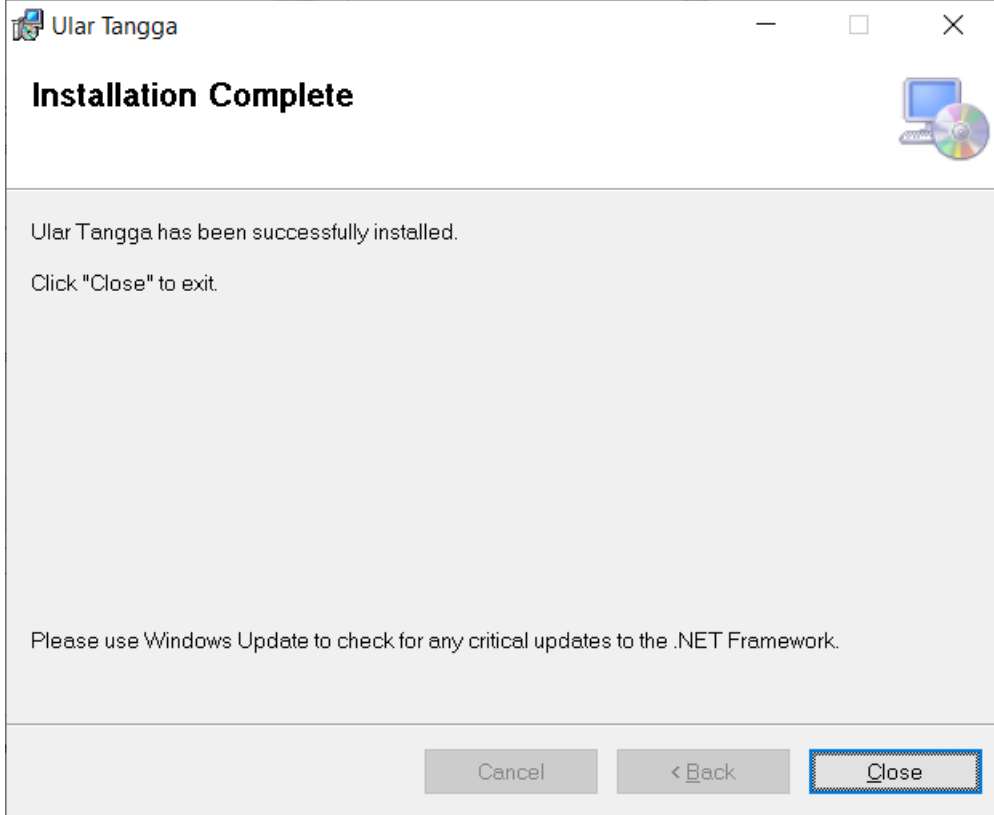 Ular Tangga
Installation Complete
Ular Tangga has been successfully installed.
Click "Close" to exit.
Please use Windows Update to check for any critical updates to the .NET Framework.
Cancel
< Back
Close